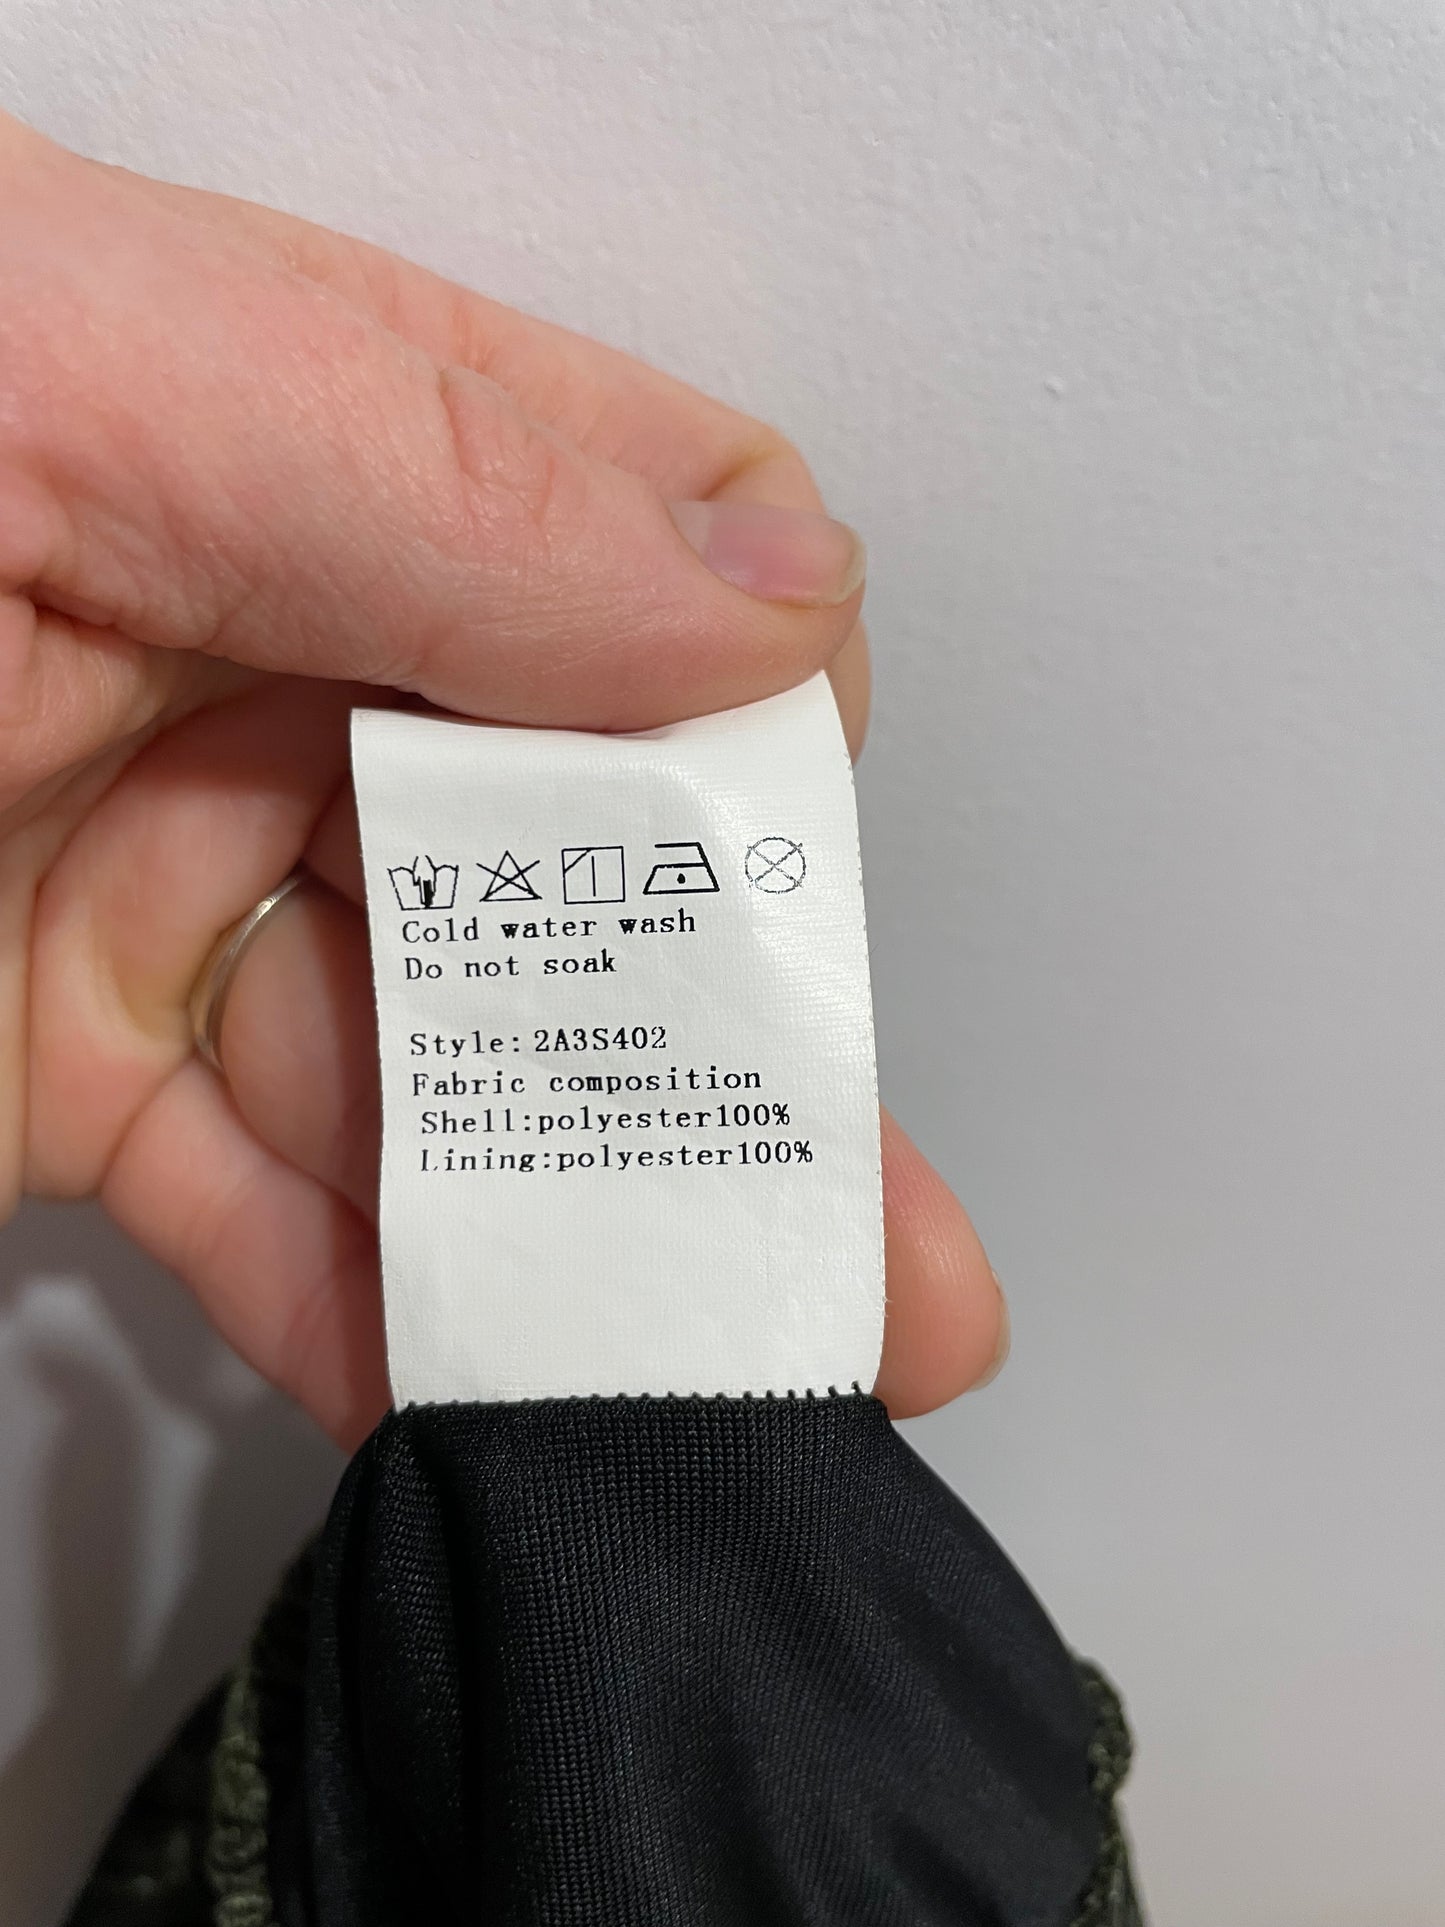 Cold water wash
Do not soak
Style: 2A3S402
Fabric composition
Shell:polyester100%
Lining:polyester100%